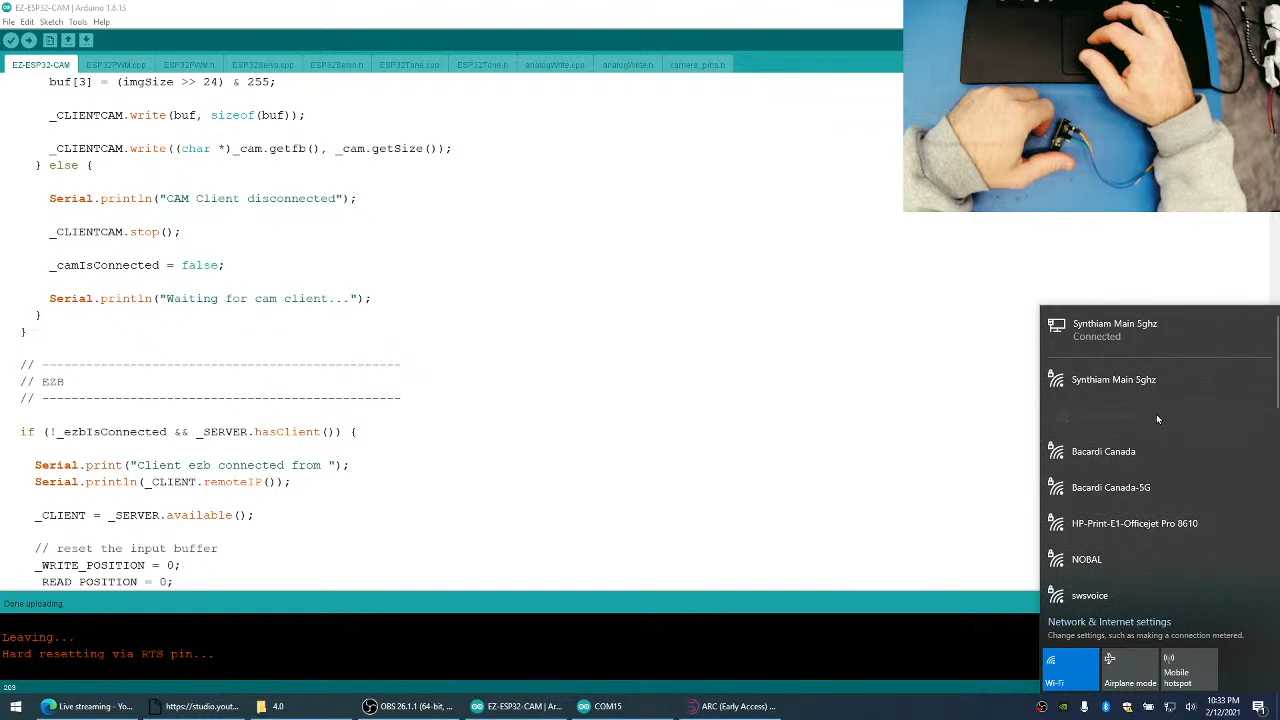 EZ-ESP32-CAM | Arduino 1.8.13
File Edit Sketch Tools Help
EZ-ESP32-CAM ESP32PWM.cpp ESP32PWM.h ESP32Servo.cpp ESP32Servo.h ESP32Tone.cpp ESP32Tone.h analogWrite.cpp analogWrite.h camera_pins.h
buf[3] = (imgSize >> 24) & 255;
_CLIENTCAM.write(buf, sizeof(buf));
_CLIENTCAM.write((char *)_cam.getfb(), _cam.getSize());
} else {
Serial.println("CAM Client disconnected");
_CLIENTCAM.stop();
_camIsConnected = false;
Serial.println("Waiting for cam client...");
}
}
// -------------------------------------------------
// EZB
// -------------------------------------------------
if (!_ezbIsConnected && _SERVER.hasClient()) {
Serial.print("Client ezb connected from ");
Serial.println(_CLIENT.remoteIP());
_CLIENT = _SERVER.available();
// reset the input buffer
_WRITE_POSITION = 0;
_READ_POSITION = 0;
Done uploading.
Leaving...
Hard resetting via RTS pin...
203
Synthiam Main 5ghz
Connected
Synthiam Main 5ghz
Bacardi Canada
Bacardi Canada-5G
HP-Print-E1-Officejet Pro 8610
NOBAL
swsvoice
Network & Internet settings
Change settings, such as making a connection metered.
Wi-Fi
Airplane mode
Mobile hotspot
Live streaming - Yo...
https://studio.yout...
4.0
OBS 26.1.1 (64-bit, ...
EZ-ESP32-CAM | Ar...
COM15
ARC (Early Access) ...
10:33 PM
2/12/2021